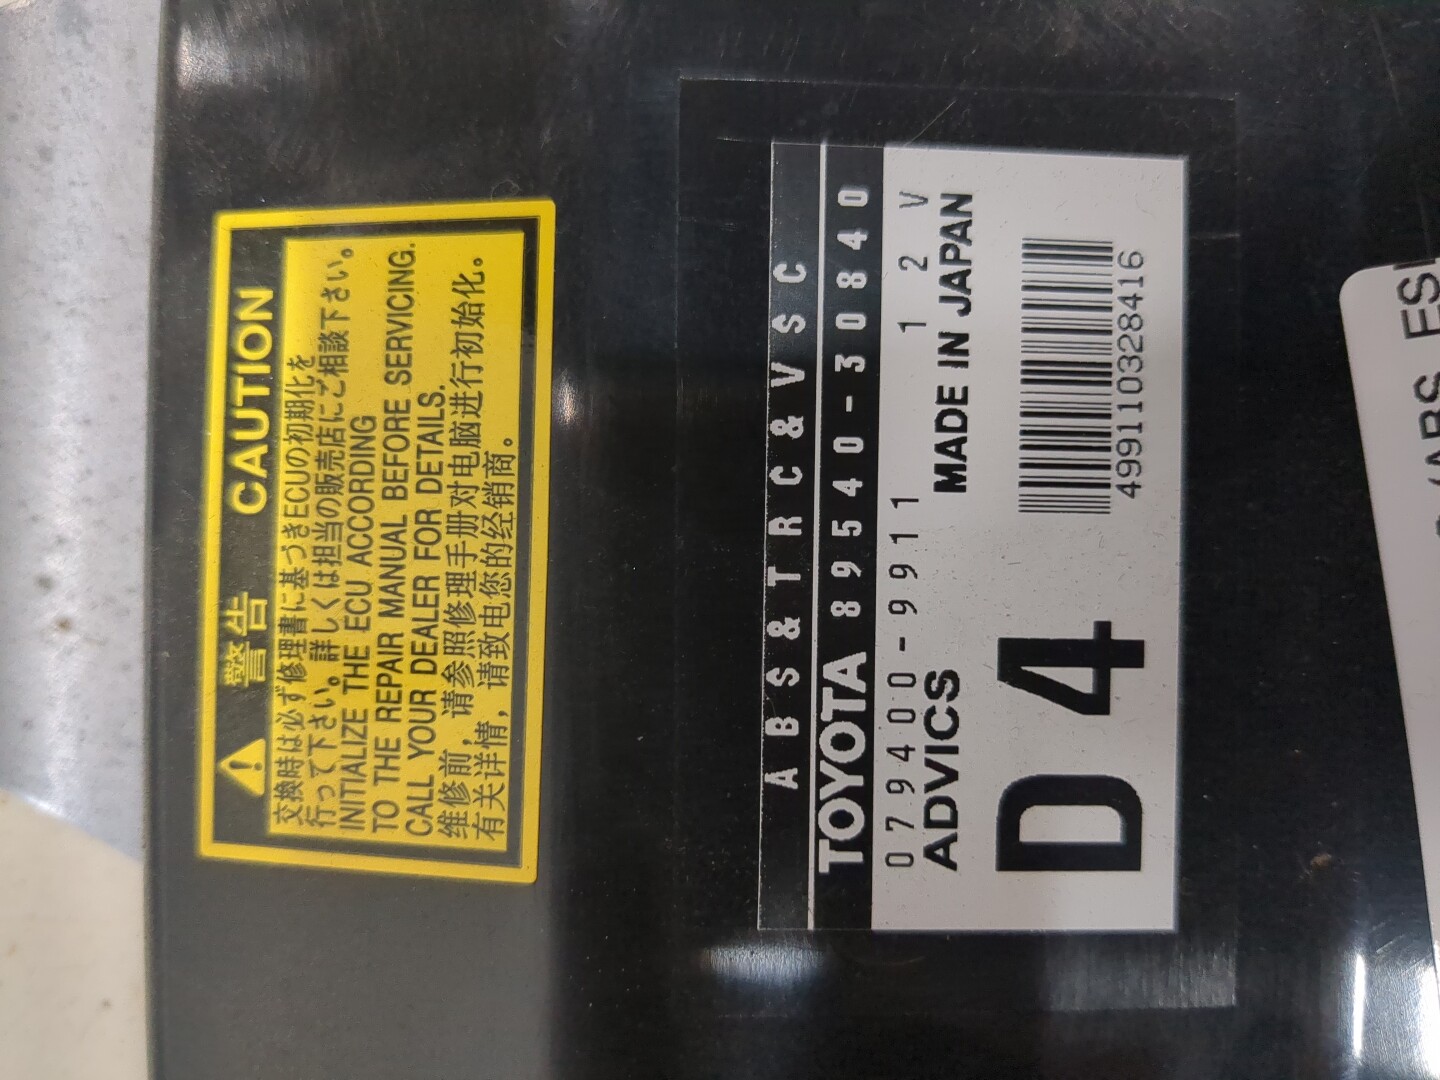 ⚠ 警告 CAUTION
交換時は必ず修理書に基づきECUの初期化を
行って下さい。詳しくは担当の販売店にご相談下さい。
INITIALIZE THE ECU ACCORDING
TO THE REPAIR MANUAL BEFORE SERVICING.
CALL YOUR DEALER FOR DETAILS.
维修前，请参照修理手册对电脑进行初始化。
有关详情，请致电您的经销商。
ABS&TRC&VSC
TOYOTA 89540-30840
079400-9911 12V
ADVICS MADE IN JAPAN
D4
499110328416
(ABS ES